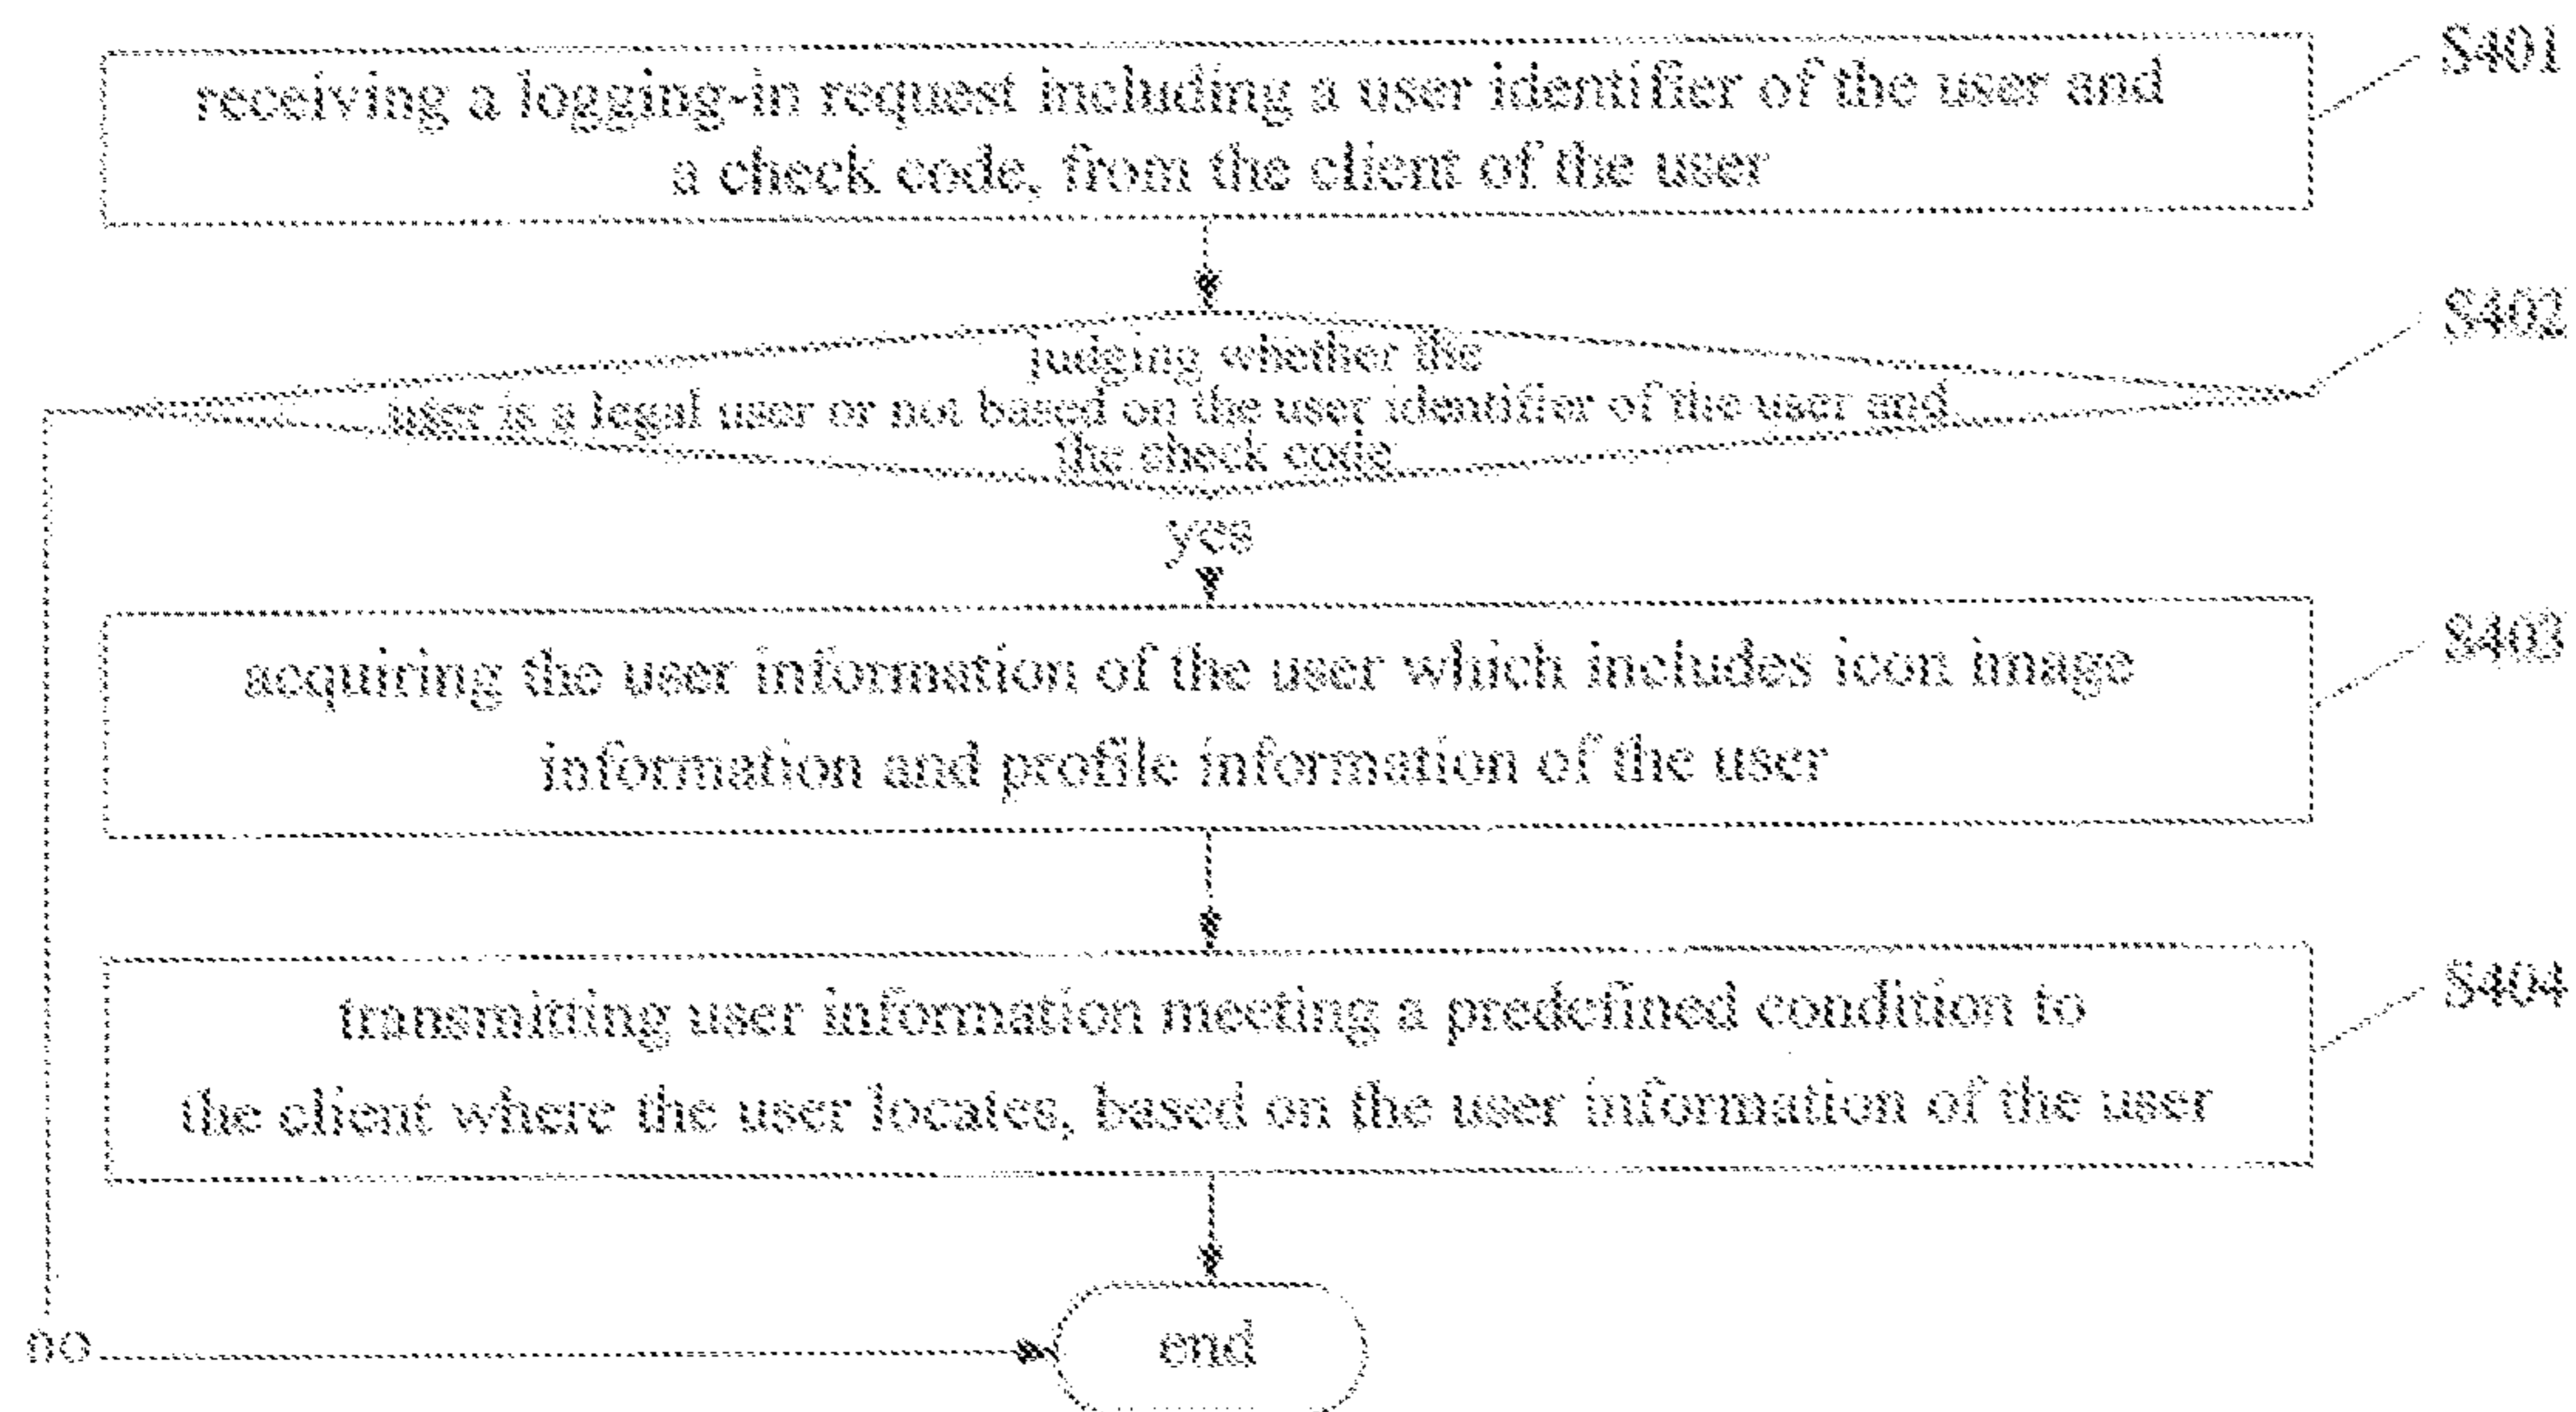 receiving a logging-in request including a user identifier of the user and
a check code, from the client of the user
S401
judging whether the
user is a legal user or not based on the user identifier of the user and
the check code
S402
yes
acquiring the user information of the user which includes icon image
information and profile information of the user
S403
transmitting user information meeting a predefined condition to
the client where the user locates, based on the user information of the user
S404
no
end